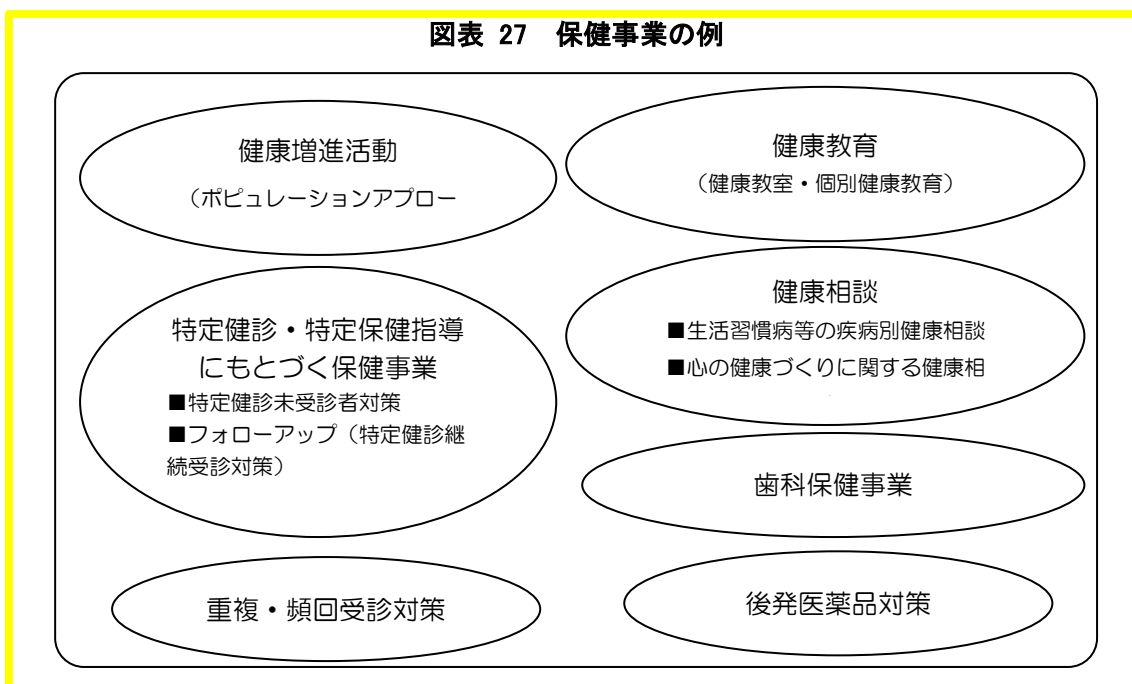 図表 27　保健事業の例
健康増進活動
（ポピュレーションアプロー
健康教育
（健康教室・個別健康教育）
特定健診・特定保健指導
にもとづく保健事業
■特定健診未受診者対策
■フォローアップ（特定健診継
続受診対策）
健康相談
■生活習慣病等の疾病別健康相談
■心の健康づくりに関する健康相
歯科保健事業
重複・頻回受診対策
後発医薬品対策